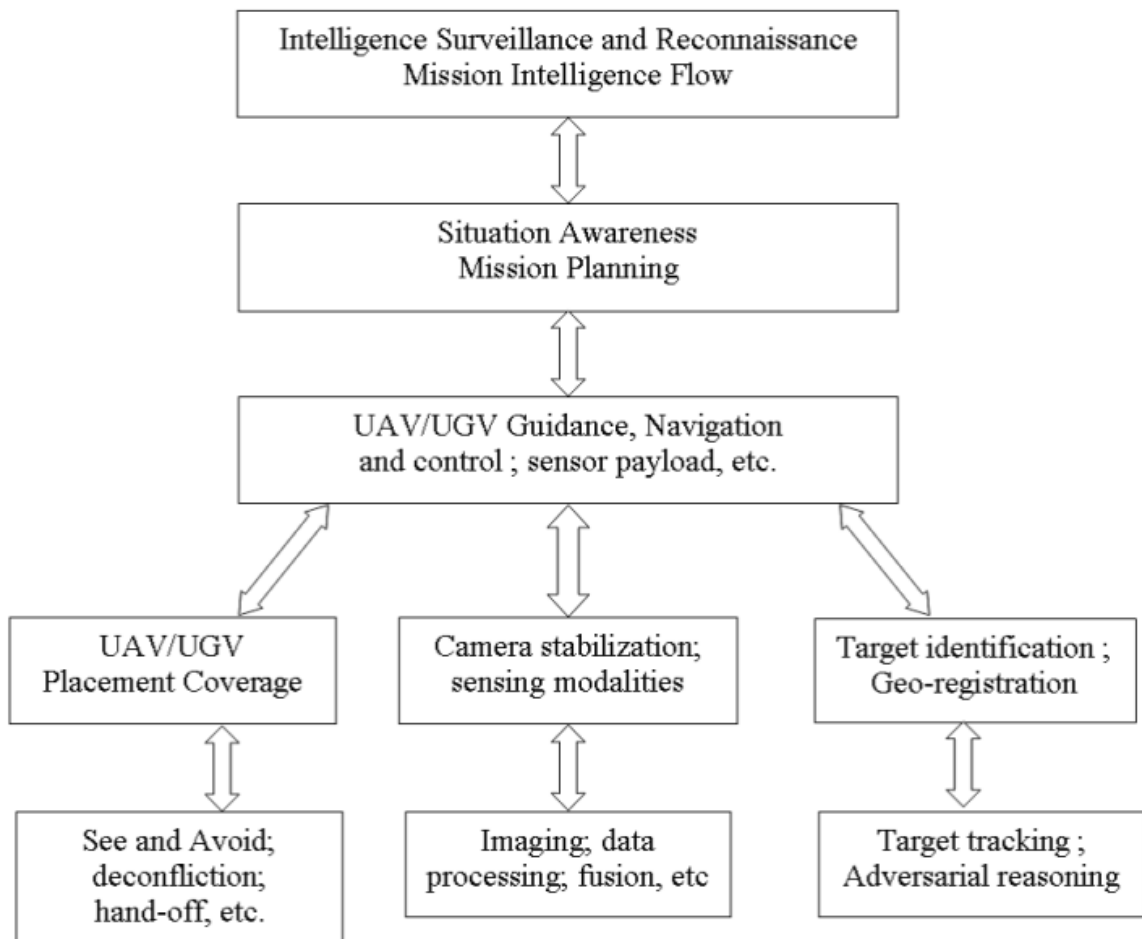 Intelligence Surveillance and Reconnaissance
Mission Intelligence Flow
Situation Awareness
Mission Planning
UAV/UGV Guidance, Navigation
and control ; sensor payload, etc.
UAV/UGV
Placement Coverage
Camera stabilization;
sensing modalities
Target identification ;
Geo-registration
See and Avoid;
deconfliction;
hand-off, etc.
Imaging; data
processing; fusion, etc
Target tracking ;
Adversarial reasoning